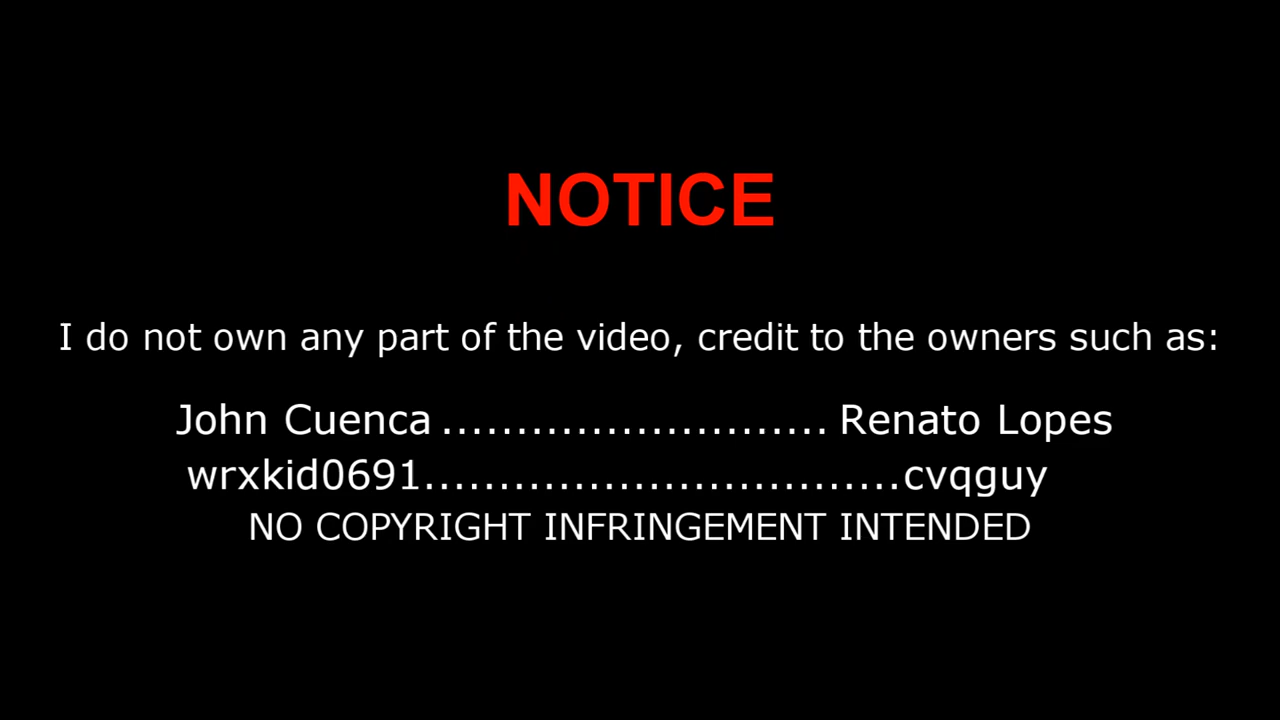 NOTICE
I do not own any part of the video, credit to the owners such as:
John Cuenca .......................... Renato Lopes
wrxkid0691................................cvqguy
NO COPYRIGHT INFRINGEMENT INTENDED